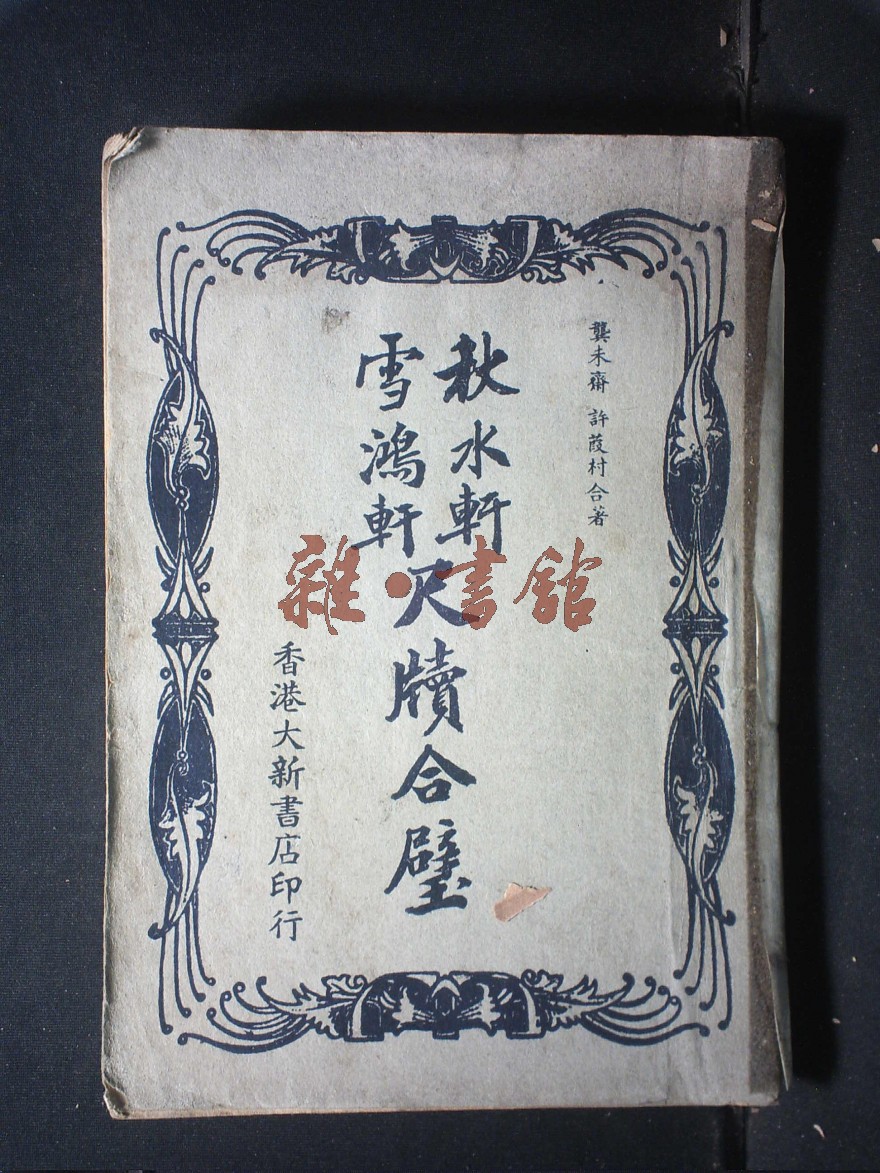 龔未齋 許葭村合著
秋水軒
雪鴻軒
尺牘合璧
香港大新書店印行
雜·書館